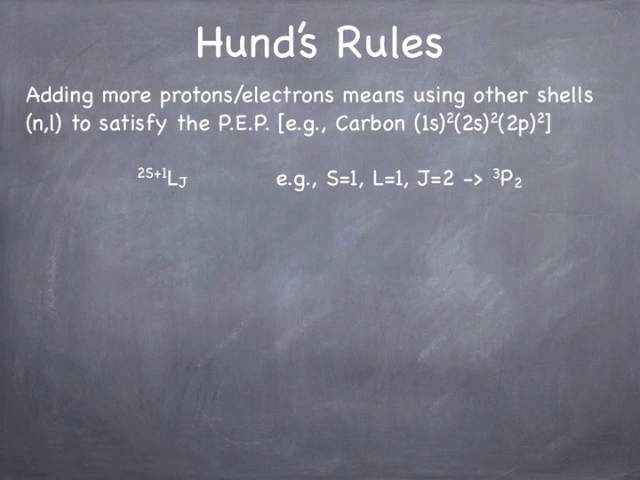 Hund's Rules
Adding more protons/electrons means using other shells
(n,l) to satisfy the P.E.P. [e.g., Carbon (1s)²(2s)²(2p)²]
²ˢ⁺¹L_J e.g., S=1, L=1, J=2 -> ³P₂